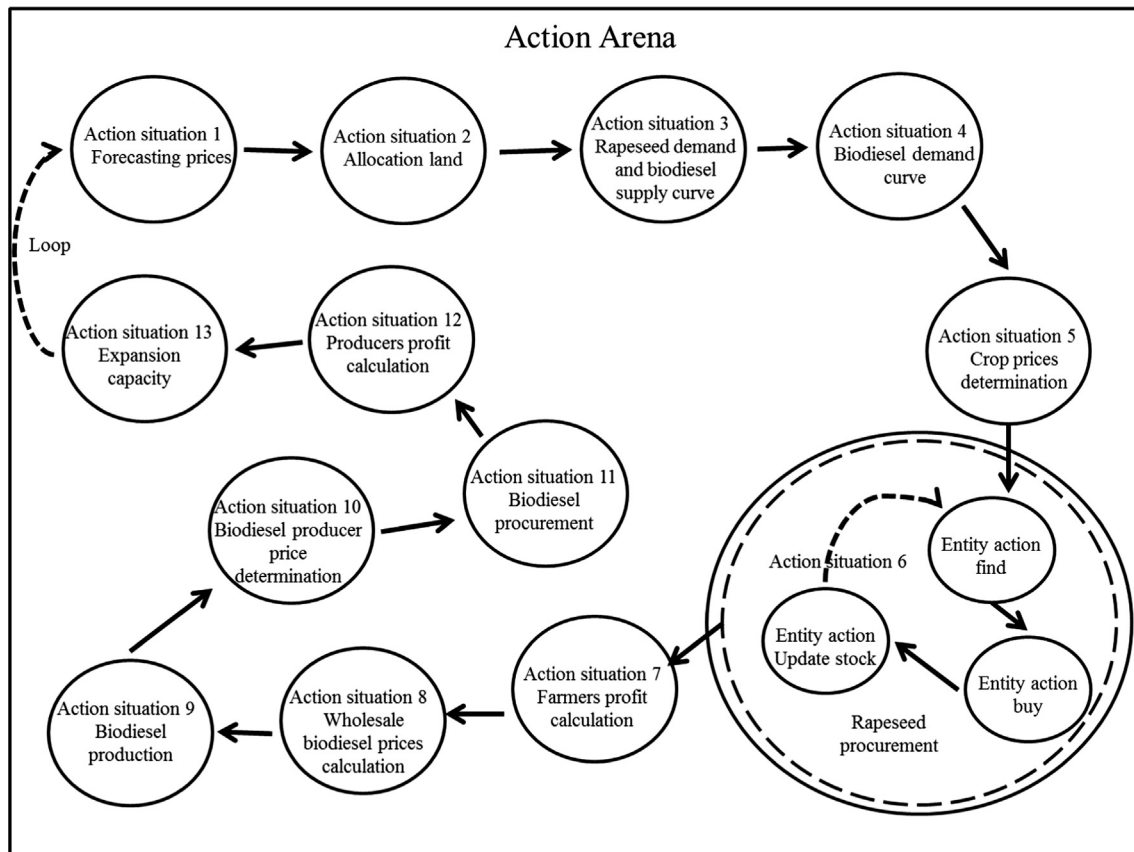 Action Arena
Action situation 1
Forecasting prices
Action situation 2
Allocation land
Action situation 3
Rapeseed demand
and biodiesel
supply curve
Action situation 4
Biodiesel demand
curve
Loop
Action situation 13
Expansion
capacity
Action situation 12
Producers profit
calculation
Action situation 5
Crop prices
determination
Action situation 10
Biodiesel producer
price
determination
Action situation 11
Biodiesel
procurement
Entity action
find
Action situation 6
Entity action
Update stock
Entity action
buy
Rapeseed
procurement
Action situation 9
Biodiesel
production
Action situation 8
Wholesale
biodiesel prices
calculation
Action situation 7
Farmers profit
calculation